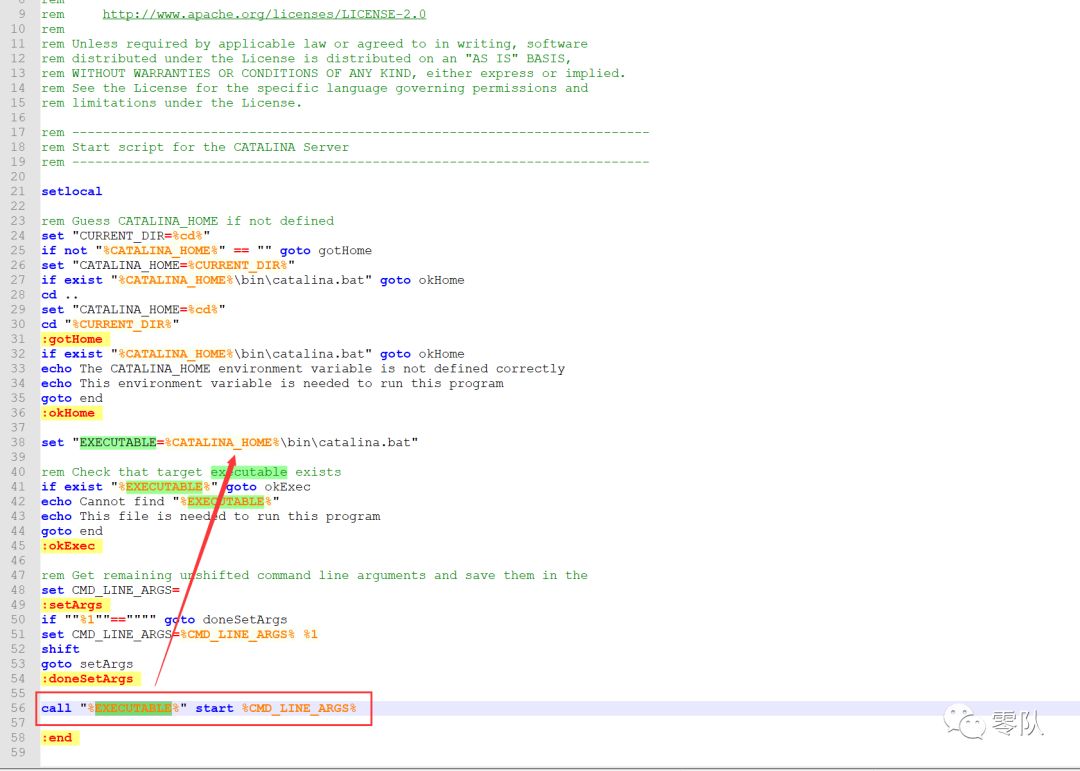 8 rem
9 rem http://www.apache.org/licenses/LICENSE-2.0
10 rem
11 rem Unless required by applicable law or agreed to in writing, software
12 rem distributed under the License is distributed on an "AS IS" BASIS,
13 rem WITHOUT WARRANTIES OR CONDITIONS OF ANY KIND, either express or implied.
14 rem See the License for the specific language governing permissions and
15 rem limitations under the License.
16
17 rem ---------------------------------------------------------------------------
18 rem Start script for the CATALINA Server
19 rem ---------------------------------------------------------------------------
20
21 setlocal
22
23 rem Guess CATALINA_HOME if not defined
24 set "CURRENT_DIR=%cd%"
25 if not "%CATALINA_HOME%" == "" goto gotHome
26 set "CATALINA_HOME=%CURRENT_DIR%"
27 if exist "%CATALINA_HOME%\bin\catalina.bat" goto okHome
28 cd ..
29 set "CATALINA_HOME=%cd%"
30 cd "%CURRENT_DIR%"
31 :gotHome
32 if exist "%CATALINA_HOME%\bin\catalina.bat" goto okHome
33 echo The CATALINA_HOME environment variable is not defined correctly
34 echo This environment variable is needed to run this program
35 goto end
36 :okHome
37
38 set "EXECUTABLE=%CATALINA_HOME%\bin\catalina.bat"
39
40 rem Check that target executable exists
41 if exist "%EXECUTABLE%" goto okExec
42 echo Cannot find "%EXECUTABLE%"
43 echo This file is needed to run this program
44 goto end
45 :okExec
46
47 rem Get remaining unshifted command line arguments and save them in the
48 set CMD_LINE_ARGS=
49 :setArgs
50 if ""%1""=="""" goto doneSetArgs
51 set CMD_LINE_ARGS=%CMD_LINE_ARGS% %1
52 shift
53 goto setArgs
54 :doneSetArgs
55
56 call "%EXECUTABLE%" start %CMD_LINE_ARGS%
57
58 :end
59
零队